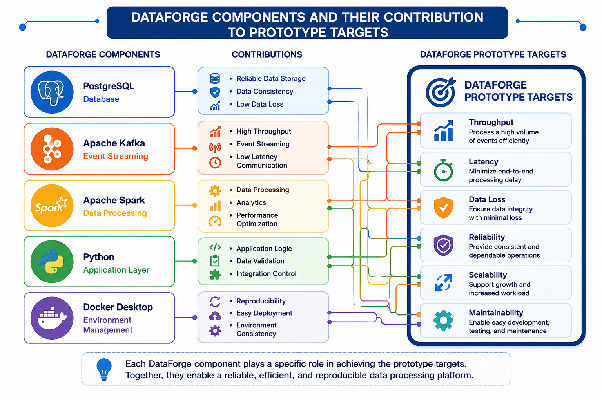 DATAFORGE COMPONENTS AND THEIR CONTRIBUTION
TO PROTOTYPE TARGETS
DATAFORGE COMPONENTS
CONTRIBUTIONS
DATAFORGE PROTOTYPE TARGETS
PostgreSQL
Database
• Reliable Data Storage
• Data Consistency
• Low Data Loss
Apache Kafka
Event Streaming
• High Throughput
• Event Streaming
• Low Latency
Communication
Spark
Apache Spark
Data Processing
• Data Processing
• Analytics
• Performance
Optimization
Python
Application Layer
</>
• Application Logic
• Data Validation
• Integration Control
Docker Desktop
Environment
Management
• Reproducibility
• Easy Deployment
• Environment
Consistency
DATAFORGE
PROTOTYPE TARGETS
Throughput
Process a high volume
of events efficiently
Latency
Minimize end-to-end
processing delay
Data Loss
Ensure data integrity
with minimal loss
Reliability
Provide consistent and
dependable operations
Scalability
Support growth and
increased workload
Maintainability
Enable easy development,
testing, and maintenance
Each DataForge component plays a specific role in achieving the prototype targets.
Together, they enable a reliable, efficient, and reproducible data processing platform.